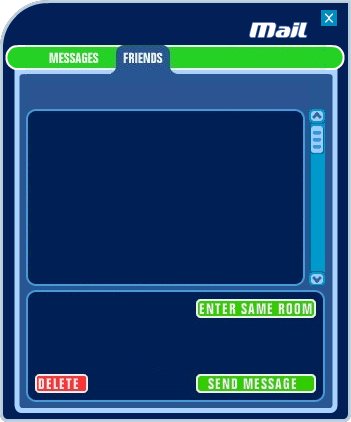 Mail
X
MESSAGES FRIENDS
ENTER SAME ROOM
DELETE SEND MESSAGE